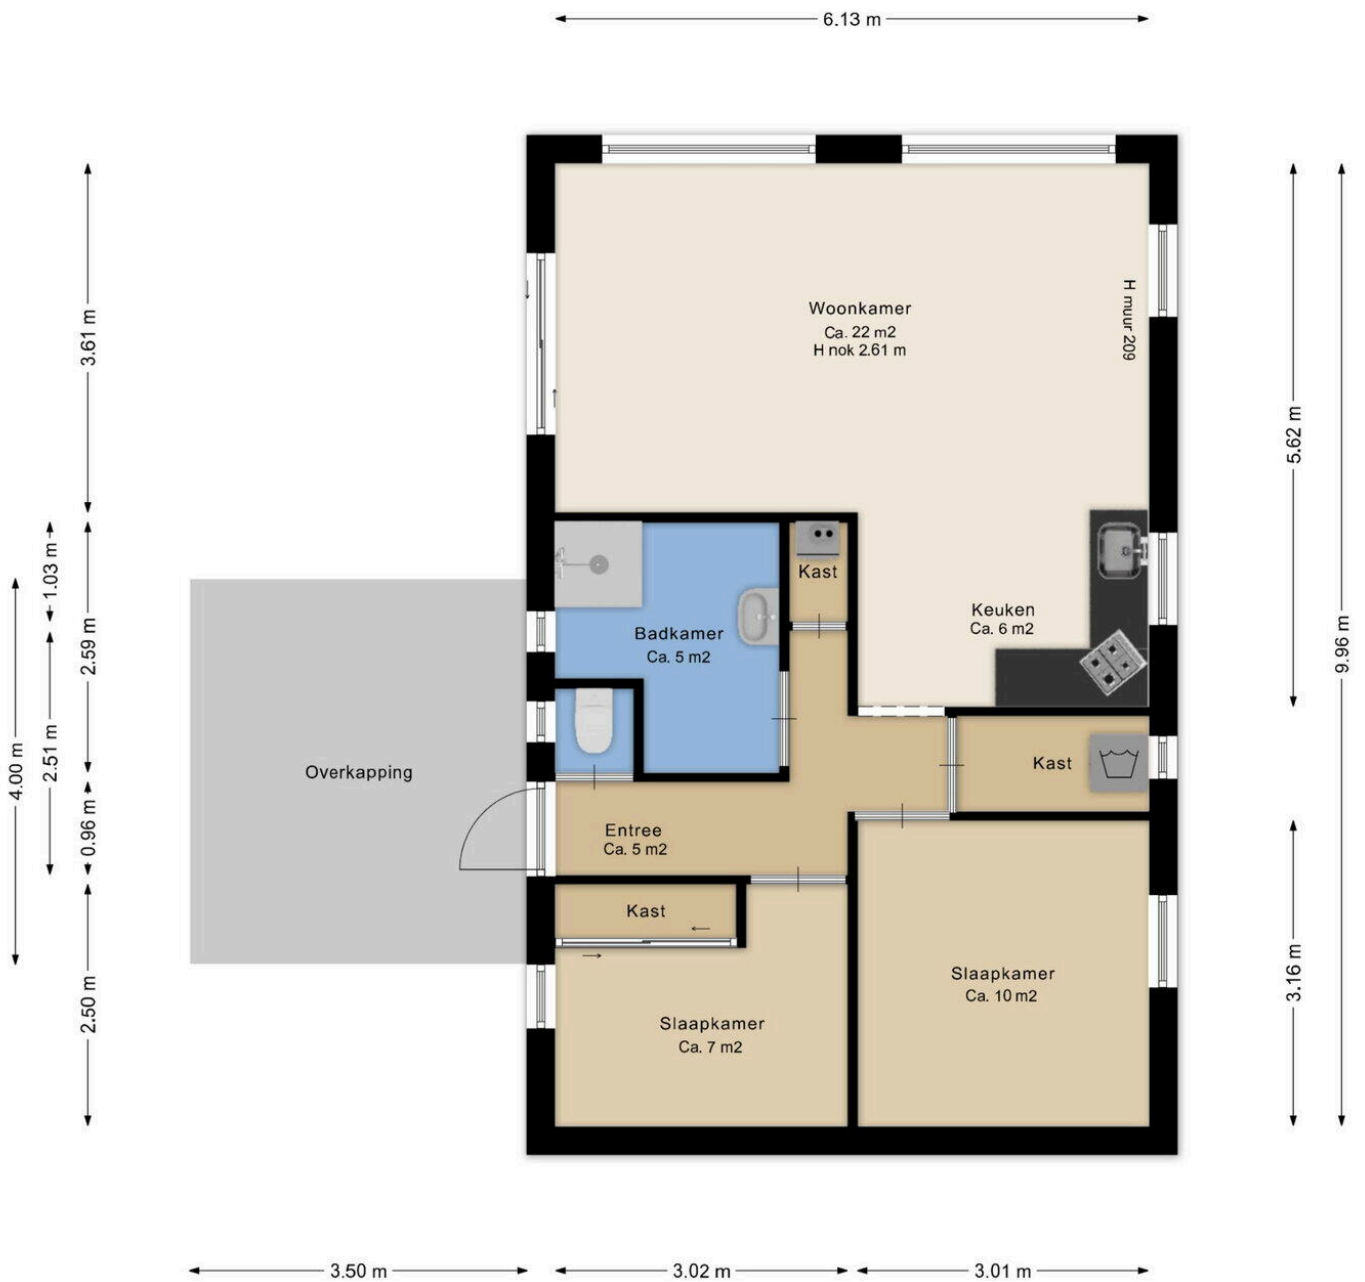 6.13 m
Woonkamer
Ca. 22 m2
H nok 2.61 m
H muur 209
3.61 m
5.62 m
9.96 m
1.03 m
2.59 m
2.51 m
4.00 m
0.96 m
2.50 m
3.16 m
Kast
Keuken
Ca. 6 m2
Badkamer
Ca. 5 m2
Overkapping
Kast
Entree
Ca. 5 m2
Kast
Slaapkamer
Ca. 10 m2
Slaapkamer
Ca. 7 m2
3.50 m
3.02 m
3.01 m